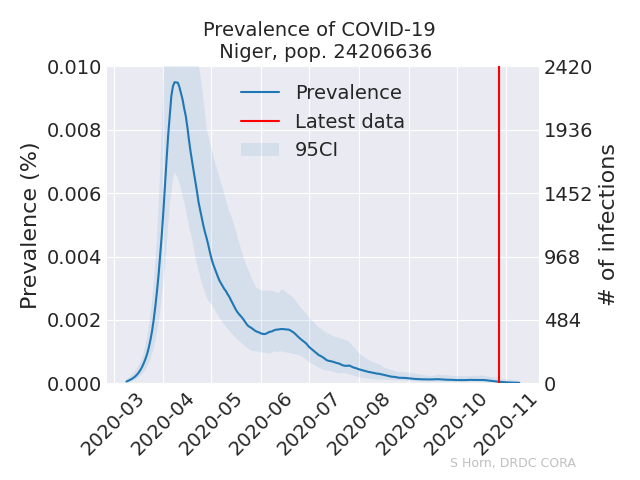 Prevalence of COVID-19
Niger, pop. 24206636
Prevalence (%)
0.010
0.008
0.006
0.004
0.002
0.000
Prevalence
Latest data
95CI
2420
1936
1452
968
484
0
# of infections
2020-03
2020-04
2020-05
2020-06
2020-07
2020-08
2020-09
2020-10
2020-11
S Horn, DRDC CORA